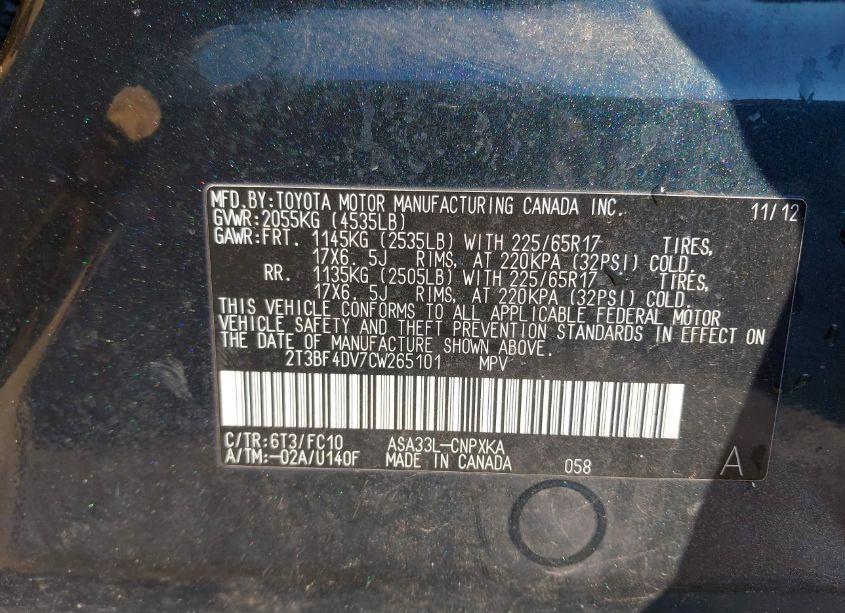 MFD.BY:TOYOTA MOTOR MANUFACTURING CANADA INC. 11/12
GVWR:2055KG (4535LB)
GAWR:FRT. 1145KG (2535LB) WITH 225/65R17 TIRES,
17X6. 5J RIMS, AT 220KPA (32PSI) COLD.
RR. 1135KG (2505LB) WITH 225/65R17 TIRES,
17X6. 5J RIMS, AT 220KPA (32PSI) COLD.
THIS VEHICLE CONFORMS TO ALL APPLICABLE FEDERAL MOTOR
VEHICLE SAFETY AND THEFT PREVENTION STANDARDS IN EFFECT ON
THE DATE OF MANUFACTURE SHOWN ABOVE.
2T3BF4DV7CW265101 MPV
C/TR:6T3/FC10 ASA33L-CNPXKA
A/TM:-02A/U140F MADE IN CANADA 058 A